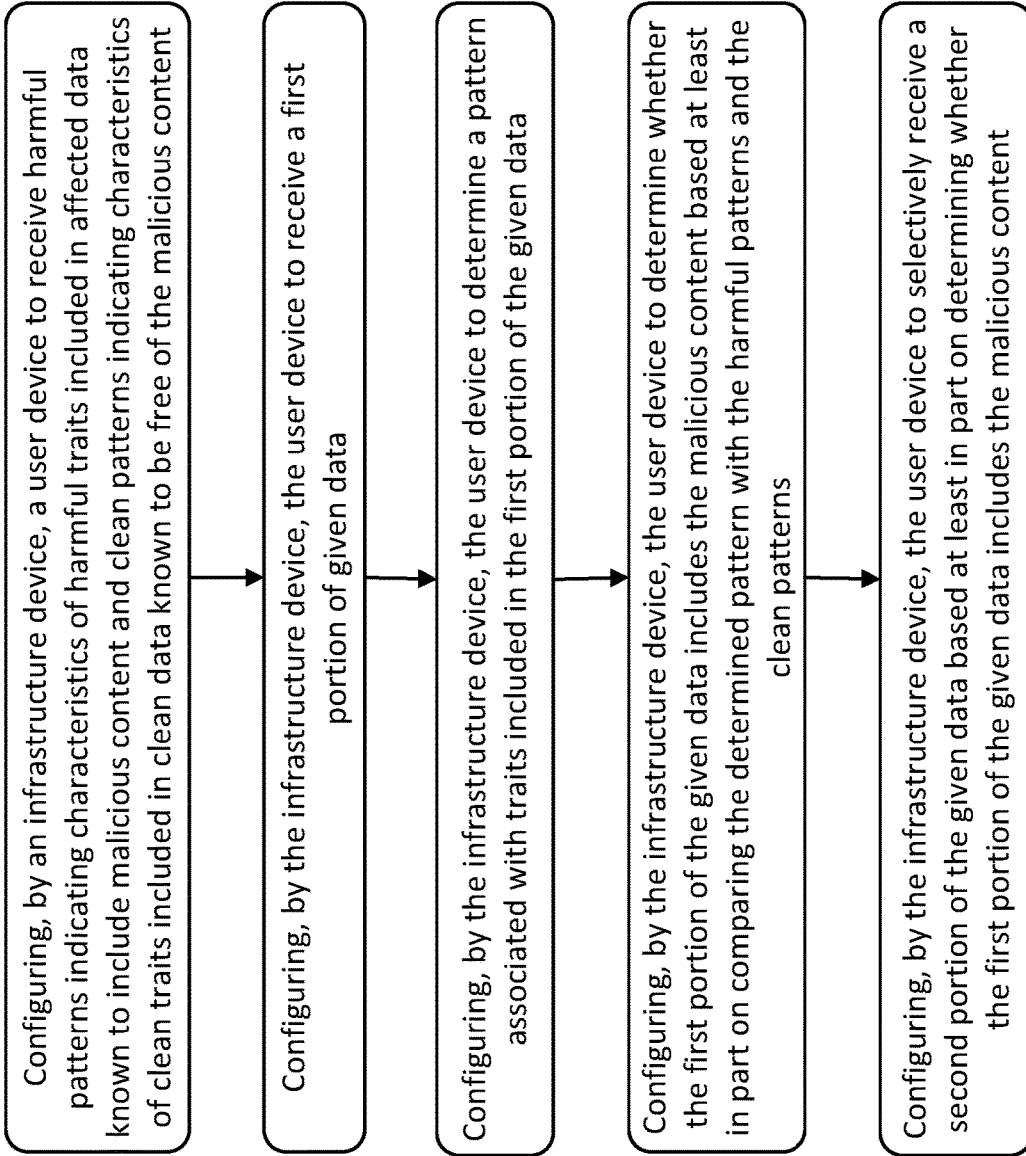 Configuring, by an infrastructure device, a user device to receive harmful
patterns indicating characteristics of harmful traits included in affected data
known to include malicious content and clean patterns indicating characteristics
of clean traits included in clean data known to be free of the malicious content
Configuring, by the infrastructure device, the user device to receive a first
portion of given data
Configuring, by the infrastructure device, the user device to determine a pattern
associated with traits included in the first portion of the given data
Configuring, by the infrastructure device, the user device to determine whether
the first portion of the given data includes the malicious content based at least
in part on comparing the determined pattern with the harmful patterns and the
clean patterns
Configuring, by the infrastructure device, the user device to selectively receive a
second portion of the given data based at least in part on determining whether
the first portion of the given data includes the malicious content